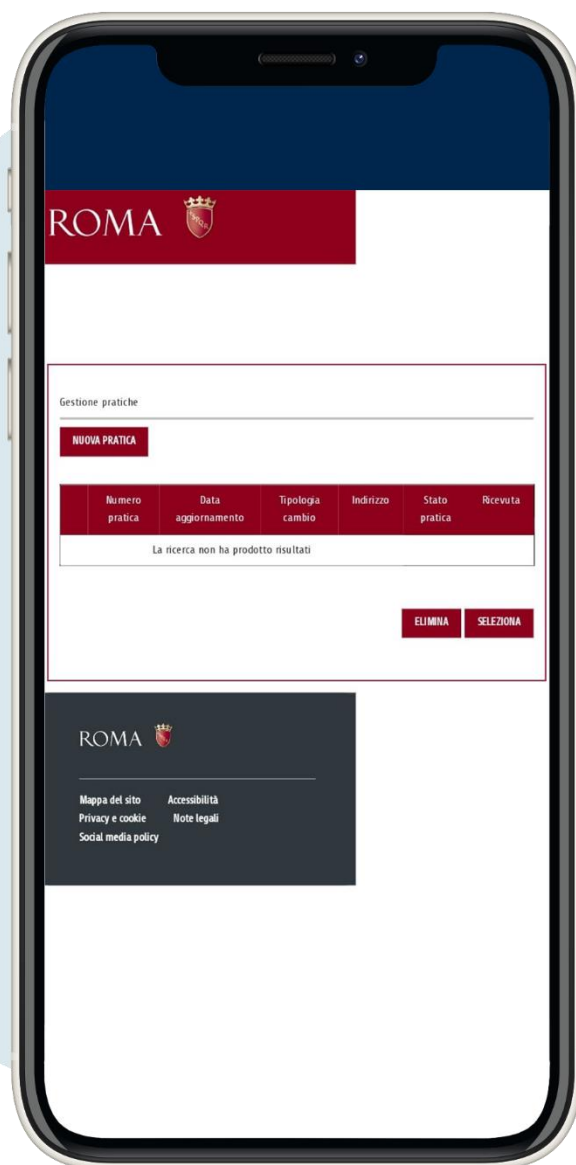 ROMA
Gestione pratiche
NUOVA PRATICA
Numero pratica Data aggiornamento Tipologia cambio Indirizzo Stato pratica Ricevuta
La ricerca non ha prodotto risultati
ELIMINA SELEZIONA
ROMA
Mappa del sito Accessibilità
Privacy e cookie Note legali
Social media policy